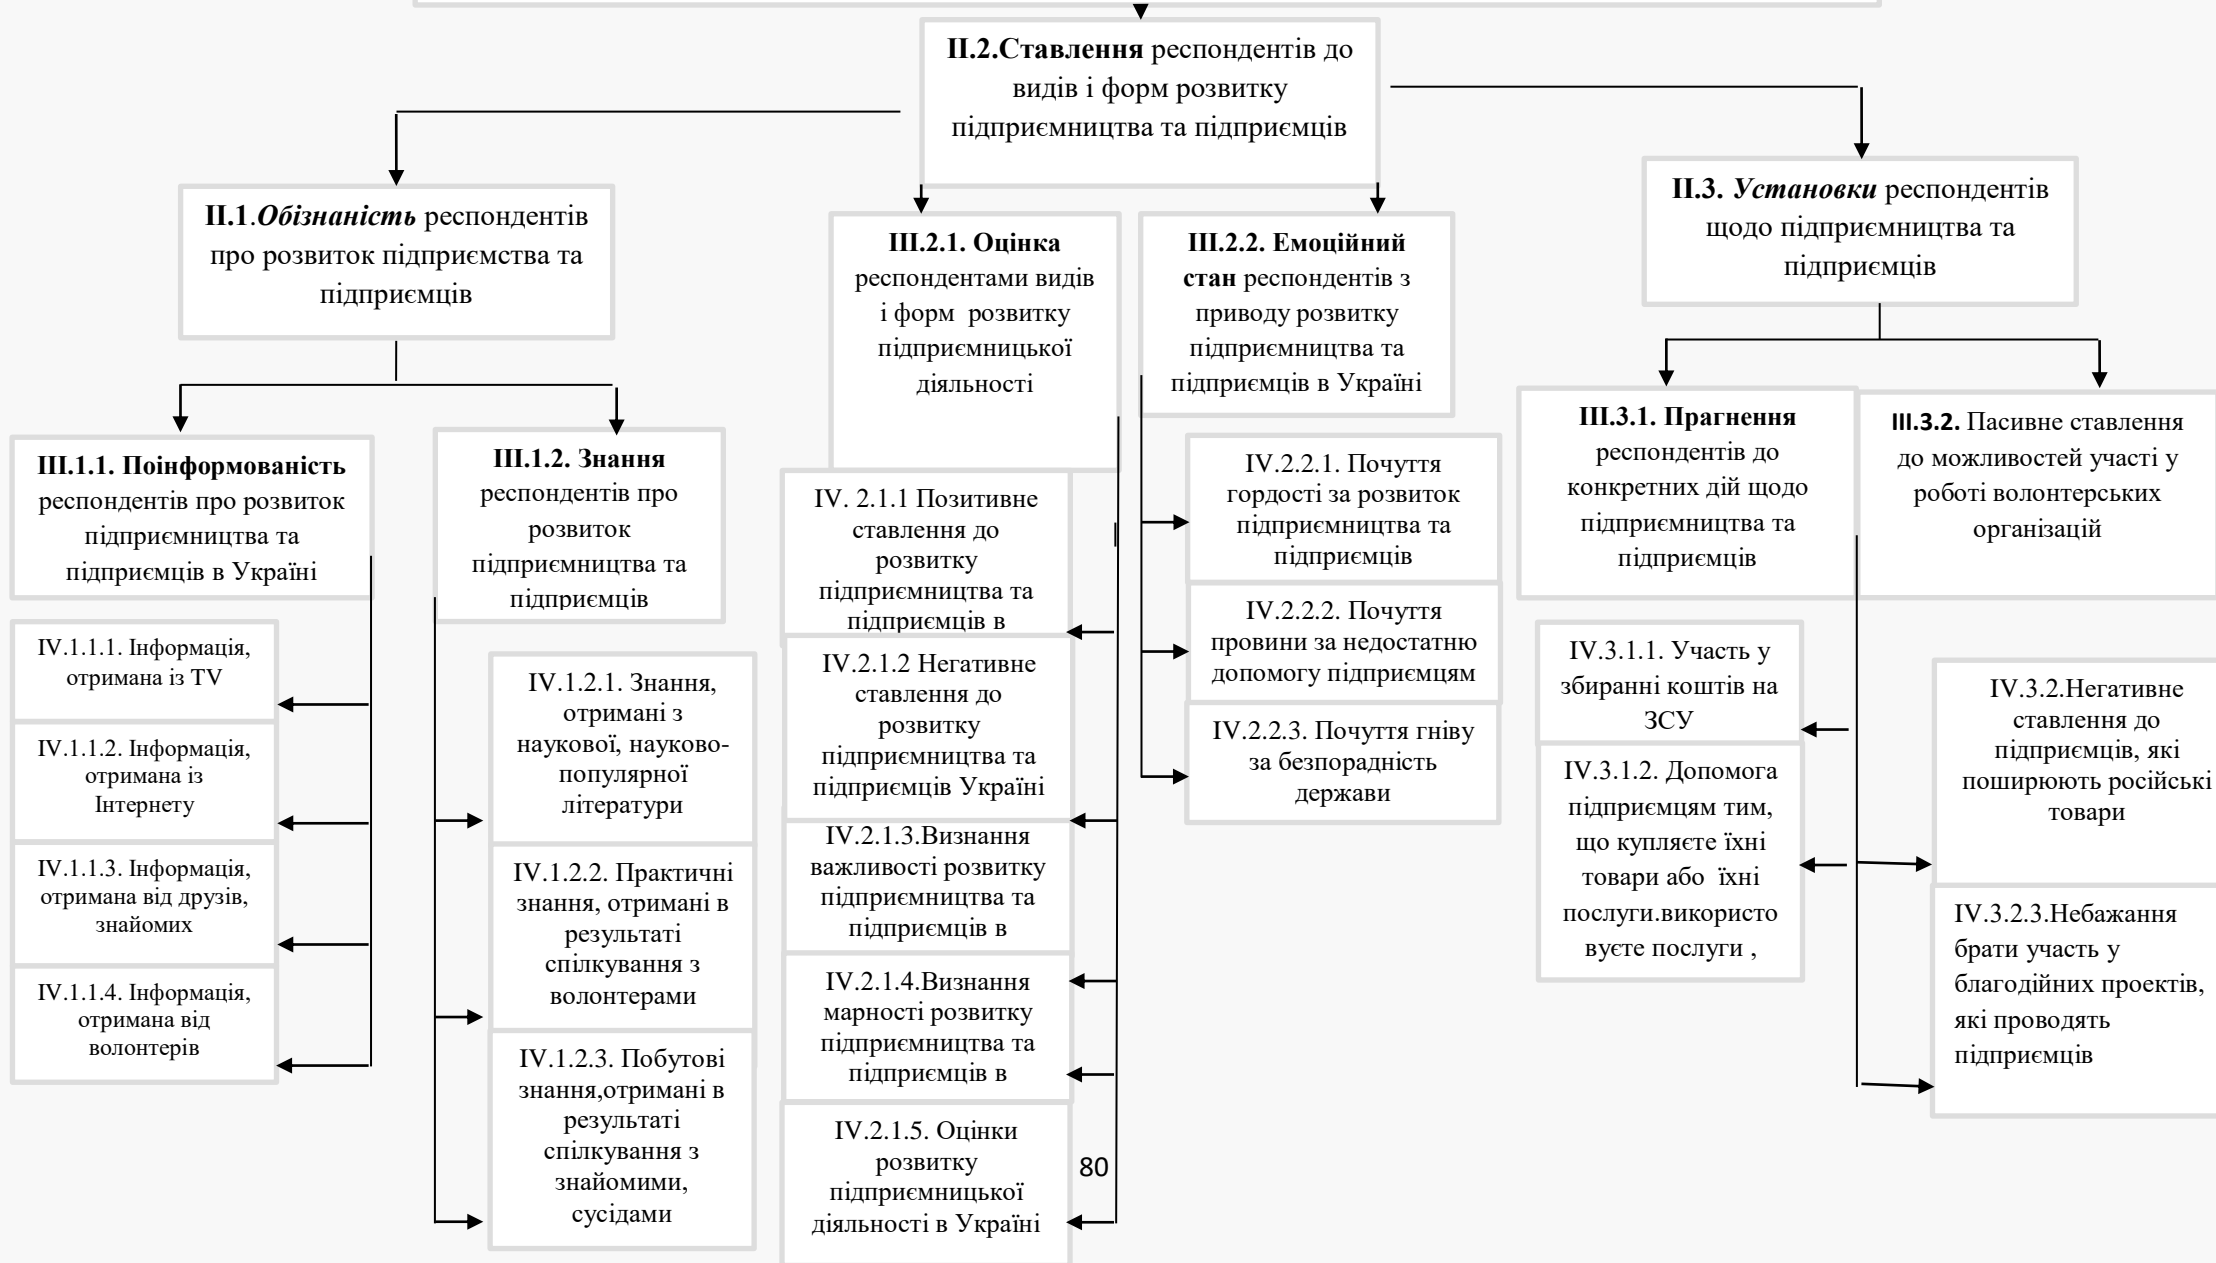 ІІ.2.Ставлення респондентів до
видів і форм розвитку
підприємництва та підприємців
ІІ.1.Обізнаність респондентів
про розвиток підприємства та
підприємців
ІІІ.2.1. Оцінка
респондентами видів
і форм розвитку
підприємницької
діяльності
ІІІ.2.2. Емоційний
стан респондентів з
приводу розвитку
підприємництва та
підприємців в Україні
ІІ.3. Установки респондентів
щодо підприємництва та
підприємців
ІІІ.1.1. Поінформованість
респондентів про розвиток
підприємництва та
підприємців в Україні
ІІІ.1.2. Знання
респондентів про
розвиток
підприємництва та
підприємців
ІІІ.3.1. Прагнення
респондентів до
конкретних дій щодо
підприємництва та
підприємців
ІІІ.3.2. Пасивне ставлення
до можливостей участі у
роботі волонтерських
організацій
IV.1.1.1. Інформація,
отримана із TV
IV.1.1.2. Інформація,
отримана із
Інтернету
IV.1.1.3. Інформація,
отримана від друзів,
знайомих
IV.1.1.4. Інформація,
отримана від
волонтерів
IV.1.2.1. Знання,
отримані з
наукової, науково-
популярної
літератури
IV.1.2.2. Практичні
знання, отримані в
результаті
спілкування з
волонтерами
IV.1.2.3. Побутові
знання,отримані в
результаті
спілкування з
знайомими,
сусідами
IV. 2.1.1 Позитивне
ставлення до
розвитку
підприємництва та
підприємців в
IV.2.1.2 Негативне
ставлення до
розвитку
підприємництва та
підприємців Україні
IV.2.1.3.Визнання
важливості розвитку
підприємництва та
підприємців в
IV.2.1.4.Визнання
марності розвитку
підприємництва та
підприємців в
IV.2.1.5. Оцінки
розвитку
підприємницької
діяльності в Україні
80
IV.2.2.1. Почуття
гордості за розвиток
підприємництва та
підприємців
IV.2.2.2. Почуття
провини за недостатню
допомогу підприємцям
IV.2.2.3. Почуття гніву
за безпорадність
держави
IV.3.1.1. Участь у
збиранні коштів на
ЗСУ
IV.3.1.2. Допомога
підприємцям тим,
що купляєте їхні
товари або їхні
послуги.використо
вуєте послуги ,
IV.3.2.Негативне
ставлення до
підприємців, які
поширюють російські
товари
IV.3.2.3.Небажання
брати участь у
благодійних проектів,
які проводять
підприємців